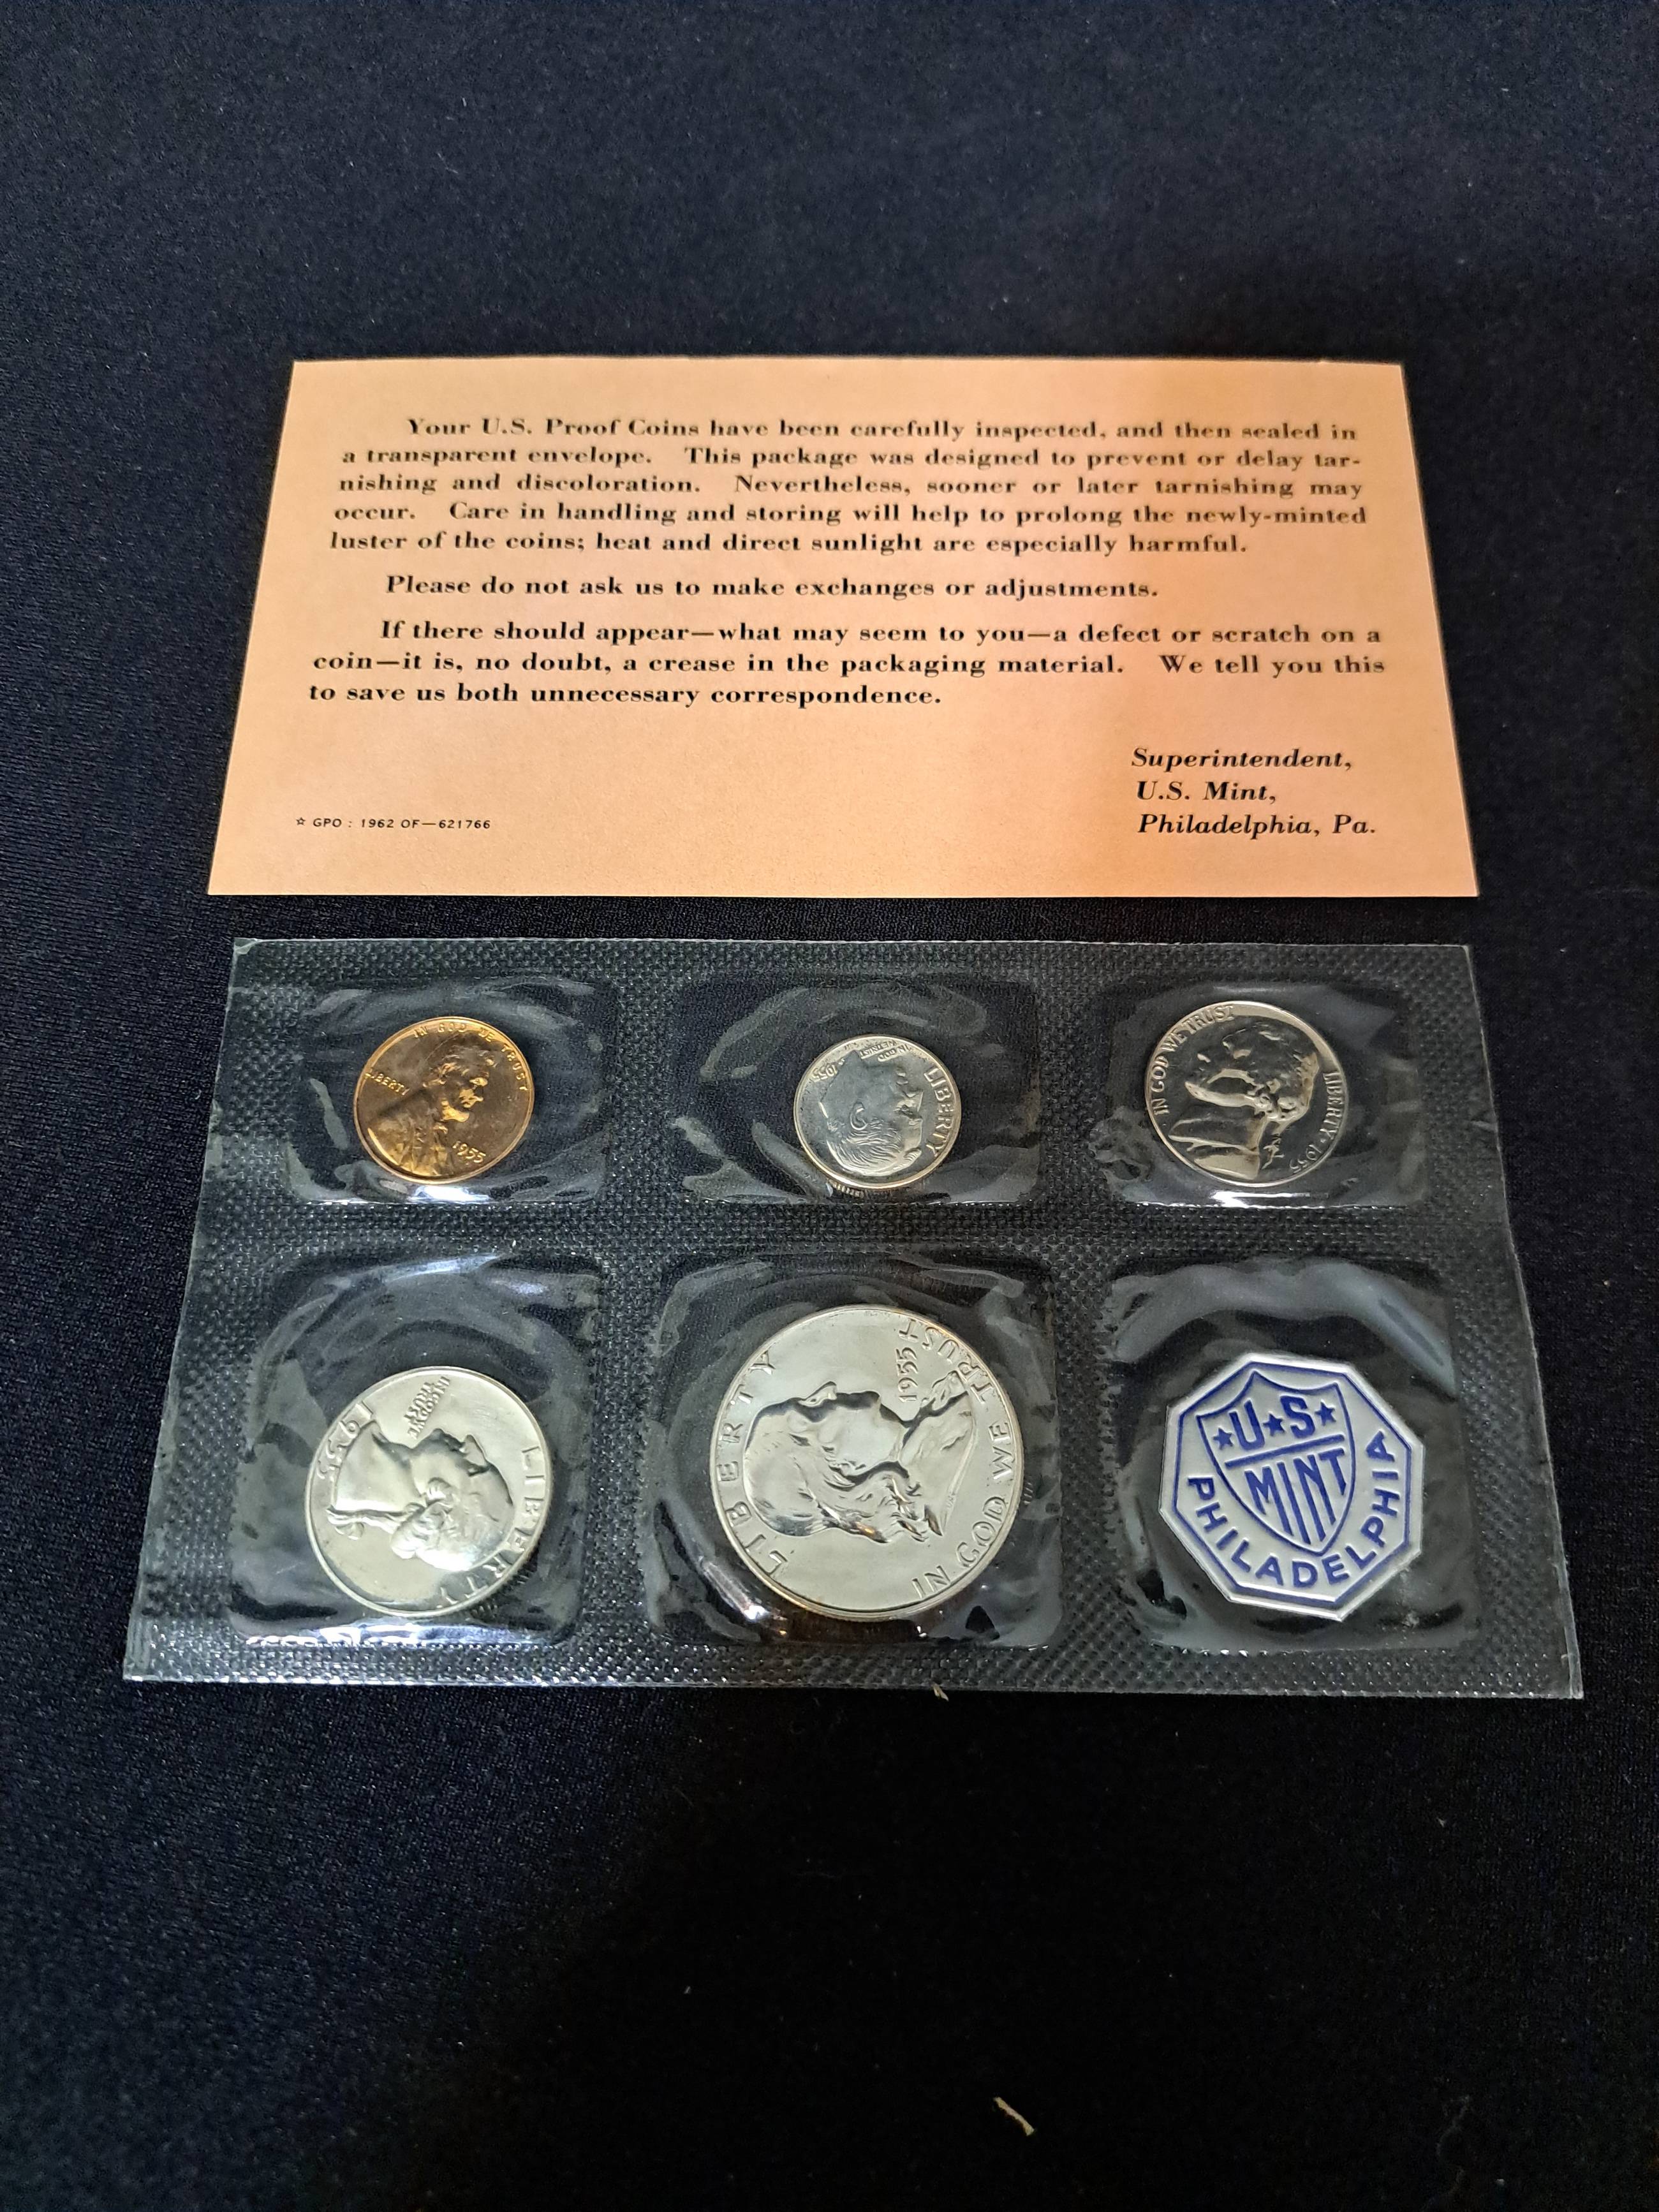 Your U.S. Proof Coins have been carefully inspected, and then sealed in
a transparent envelope. This package was designed to prevent or delay tar-
nishing and discoloration. Nevertheless, sooner or later tarnishing may
occur. Care in handling and storing will help to prolong the newly-minted
luster of the coins; heat and direct sunlight are especially harmful.
Please do not ask us to make exchanges or adjustments.
If there should appear—what may seem to you—a defect or scratch on a
coin—it is, no doubt, a crease in the packaging material. We tell you this
to save us both unnecessary correspondence.
Superintendent,
U.S. Mint,
Philadelphia, Pa.
☆ GPO : 1962 OF—621766
IN GOD WE TRUST
LIBERTY
1955
LIBERTY
IN GOD
WE TRUST
1955
IN GOD WE TRUST
LIBERTY · 1955
LIBERTY
IN GOD WE
TRUST
1955
LIBERTY
IN GOD WE TRUST
1955
U★S★
MINT
PHILADELPHIA